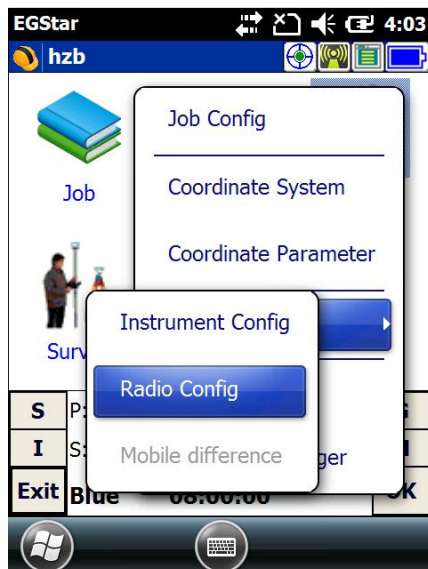 EGStar 4:03
hzb
Job Config
Job
Coordinate System
Coordinate Parameter
Instrument Config
Radio Config
S P:
I S: Mobile difference ger
Exit Blue 08:00:00 OK